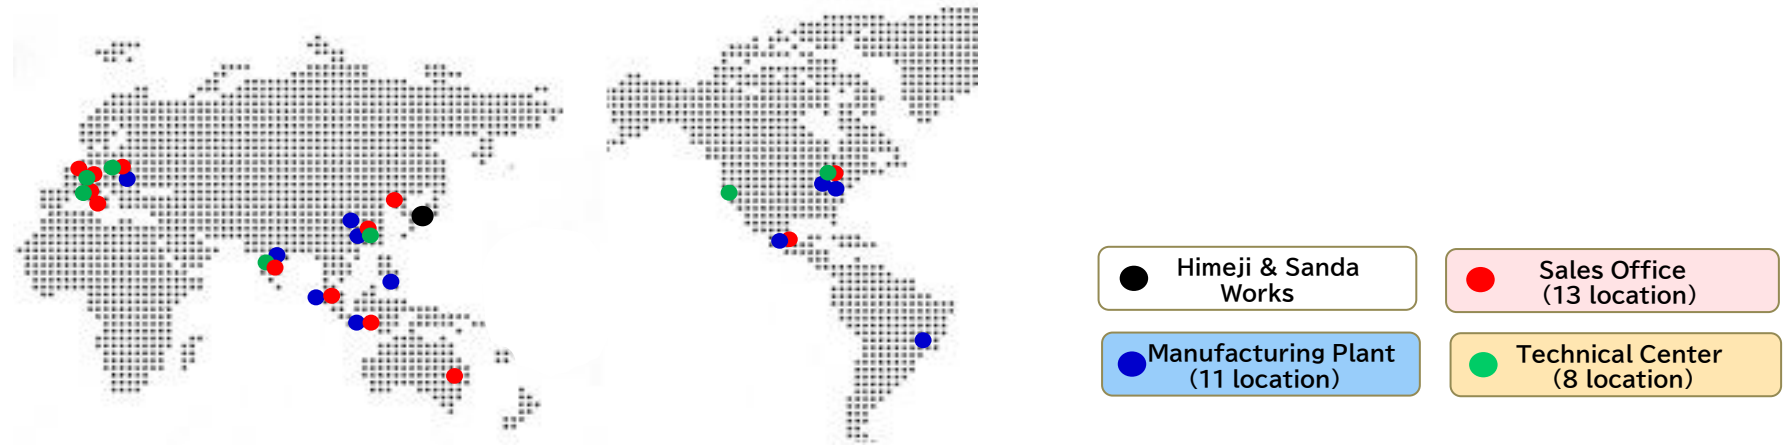 Himeji & Sanda
Works
Sales Office
(13 location)
Manufacturing Plant
(11 location)
Technical Center
(8 location)